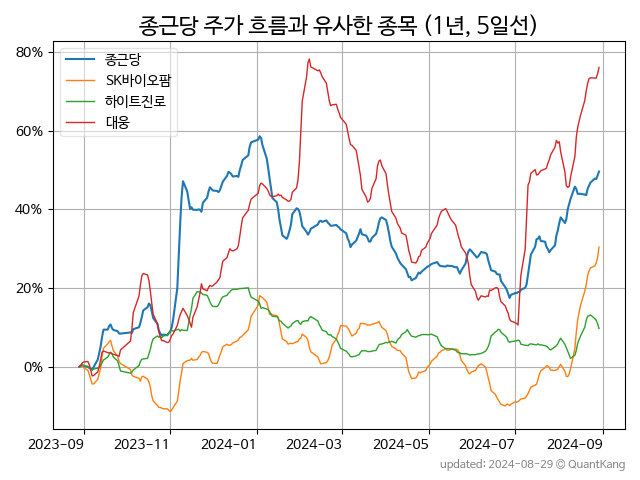 종근당 주가 흐름과 유사한 종목 (1년, 5일선)
종근당
SK바이오팜
하이트진로
대웅
80%
60%
40%
20%
0%
2023-09 2023-11 2024-01 2024-03 2024-05 2024-07 2024-09
updated: 2024-08-29 © QuantKang